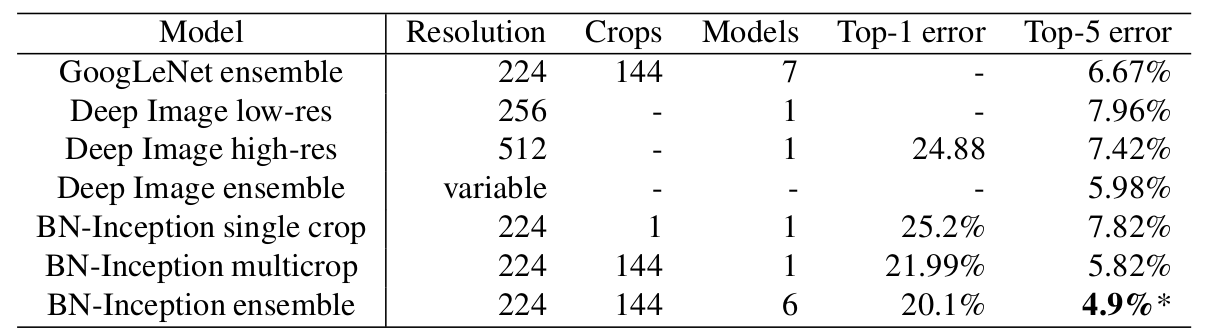 Model Resolution Crops Models Top-1 error Top-5 error
GoogLeNet ensemble 224 144 7 - 6.67%
Deep Image low-res 256 - 1 - 7.96%
Deep Image high-res 512 - 1 24.88 7.42%
Deep Image ensemble variable - - - 5.98%
BN-Inception single crop 224 1 1 25.2% 7.82%
BN-Inception multicrop 224 144 1 21.99% 5.82%
BN-Inception ensemble 224 144 6 20.1% 4.9%*